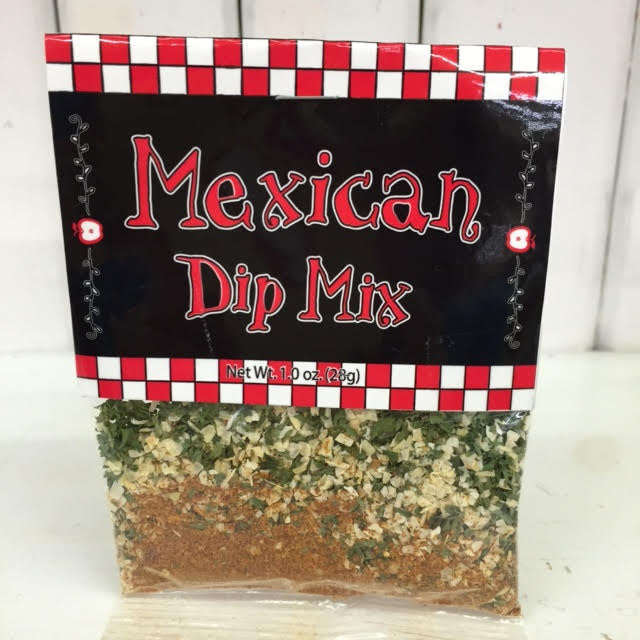 Mexican
Dip Mix
Net Wt. 1.0 oz. (28g)